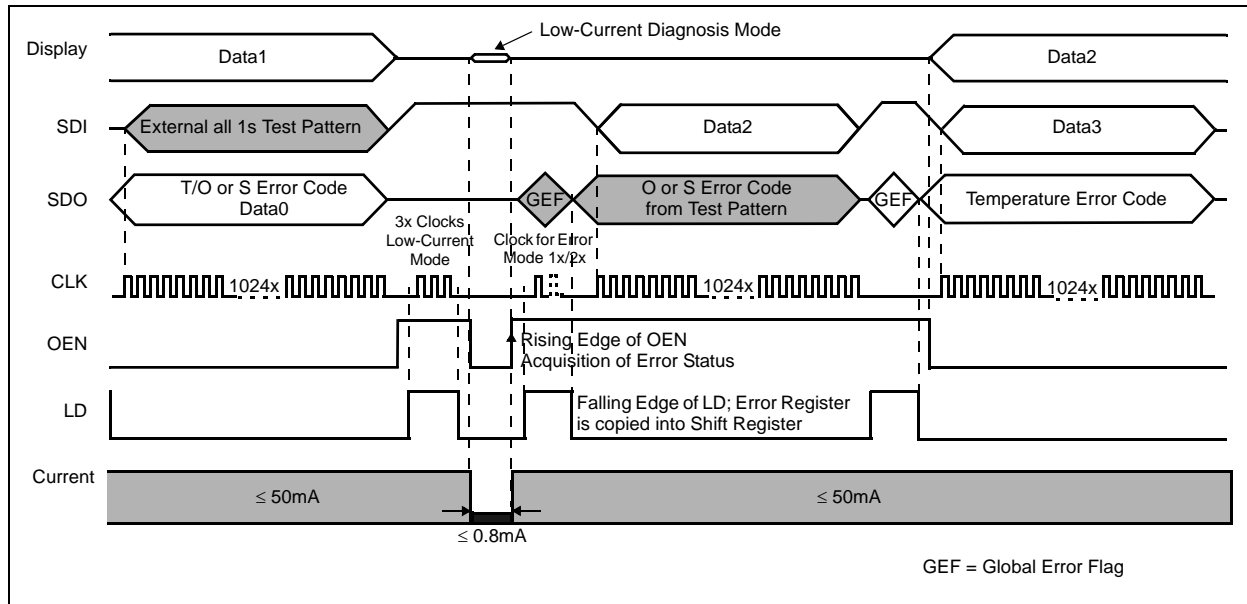 Low-Current Diagnosis Mode
Display
Data1
Data2
SDI
External all 1s Test Pattern
Data2
Data3
SDO
T/O or S Error Code
Data0
GEF
O or S Error Code
from Test Pattern
GEF
Temperature Error Code
3x Clocks
Low-Current
Mode
Clock for Error
Mode 1x/2x
CLK
1024x
1024x
1024x
OEN
Rising Edge of OEN
Acquisition of Error Status
LD
Falling Edge of LD; Error Register
is copied into Shift Register
Current
≤ 50mA
≤ 50mA
≤ 0.8mA
GEF = Global Error Flag